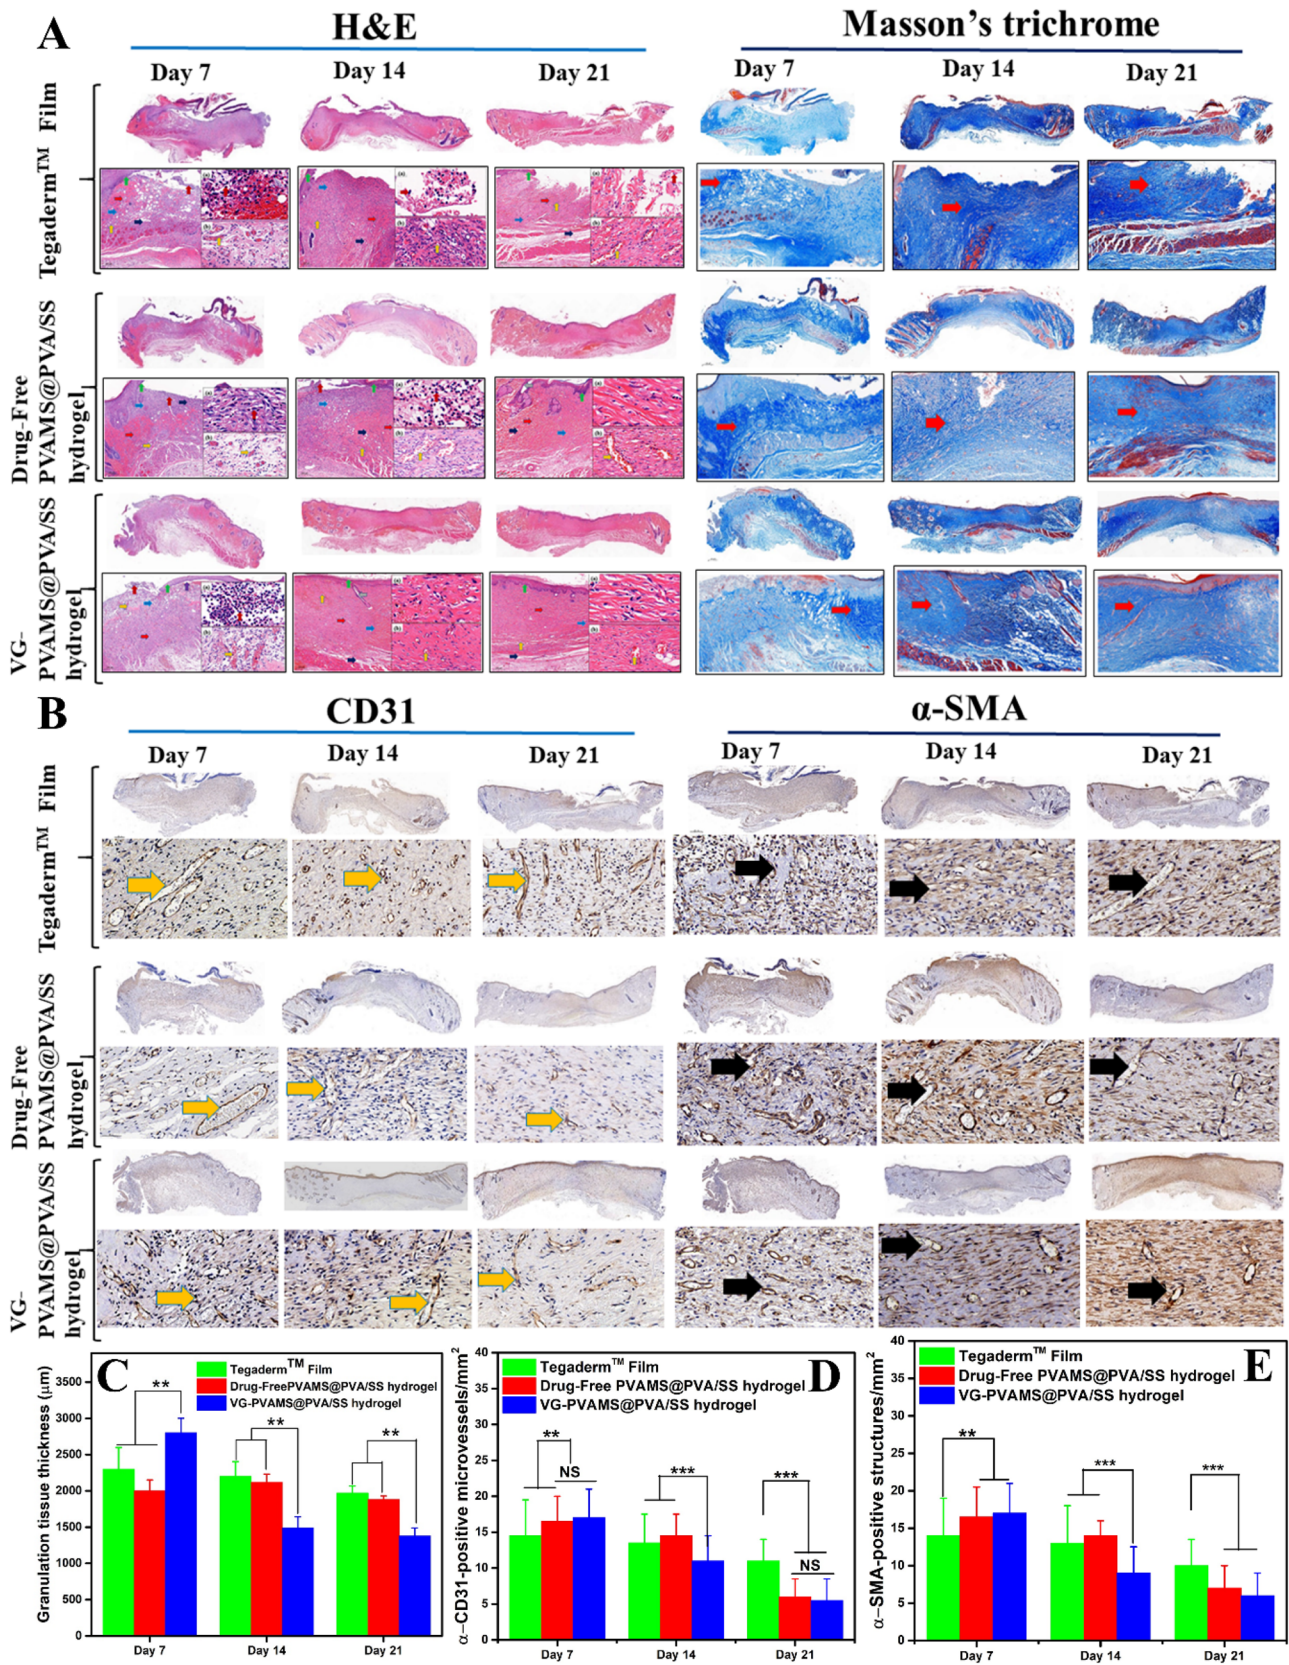 A
H&E
Masson's trichrome
Day 7
Day 14
Day 21
Day 7
Day 14
Day 21
Tegaderm™ Film
(a)
(b)
(a)
(b)
(a)
(b)
Drug-Free
PVAMS@PVA/SS
hydrogel
(a)
(b)
(a)
(b)
(a)
(b)
VG-
PVAMS@PVA/SS
hydrogel
(a)
(b)
(a)
(b)
(a)
(b)
B
CD31
α-SMA
Day 7
Day 14
Day 21
Day 7
Day 14
Day 21
Tegaderm™ Film
Drug-Free
PVAMS@PVA/SS
hydrogel
VG-
PVAMS@PVA/SS
hydrogel
C
Granulation tissue thickness (μm)
Tegaderm™ Film
Drug-FreePVAMS@PVA/SS hydrogel
VG-PVAMS@PVA/SS hydrogel
3500
3000
2500
2000
1500
1000
500
0
**
**
**
Day 7
Day 14
Day 21
D
α−CD31-positive microvessels/mm²
Tegaderm™ Film
Drug-Free PVAMS@PVA/SS hydrogel
VG-PVAMS@PVA/SS hydrogel
40
35
30
25
20
15
10
5
0
**
NS
***
***
NS
Day 7
Day 14
Day 21
E
α−SMA-positive structures/mm²
Tegaderm™ Film
Drug-Free PVAMS@PVA/SS hydrogel
VG-PVAMS@PVA/SS hydrogel
40
35
30
25
20
15
10
5
0
**
***
***
Day 7
Day 14
Day 21